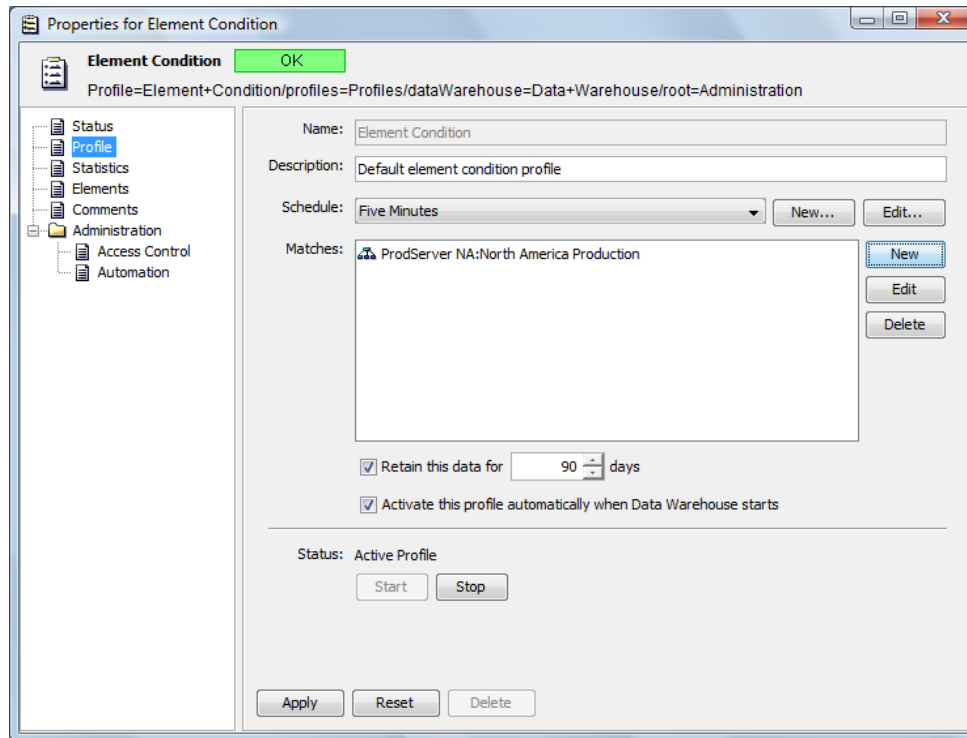 Properties for Element Condition
Element Condition OK
Profile=Element+Condition/profiles=Profiles/dataWarehouse=Data+Warehouse/root=Administration
Status
Profile
Statistics
Elements
Comments
Administration
Access Control
Automation
Name: Element Condition
Description: Default element condition profile
Schedule: Five Minutes New... Edit...
Matches: ProdServer NA:North America Production New
Edit
Delete
Retain this data for 90 days
Activate this profile automatically when Data Warehouse starts
Status: Active Profile
Start Stop
Apply Reset Delete